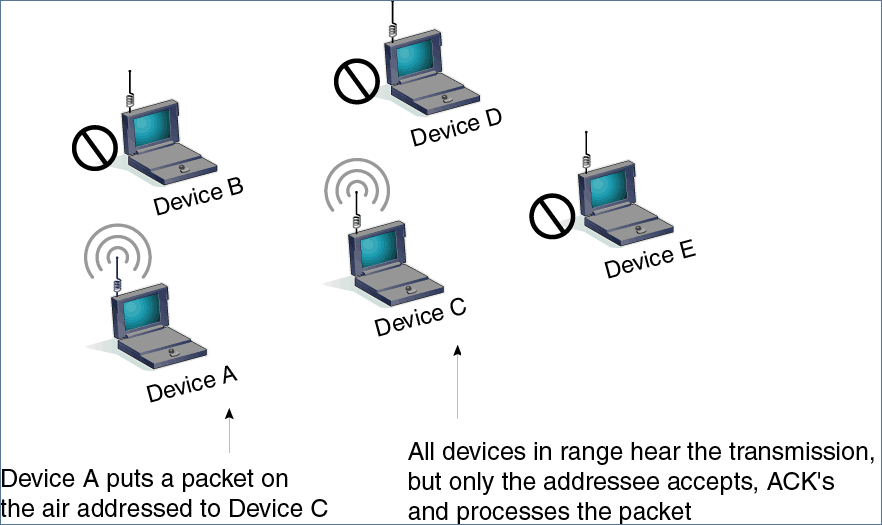 Device D
Device B
Device E
Device C
Device A
Device A puts a packet on
the air addressed to Device C
All devices in range hear the transmission,
but only the addressee accepts, ACK's
and processes the packet